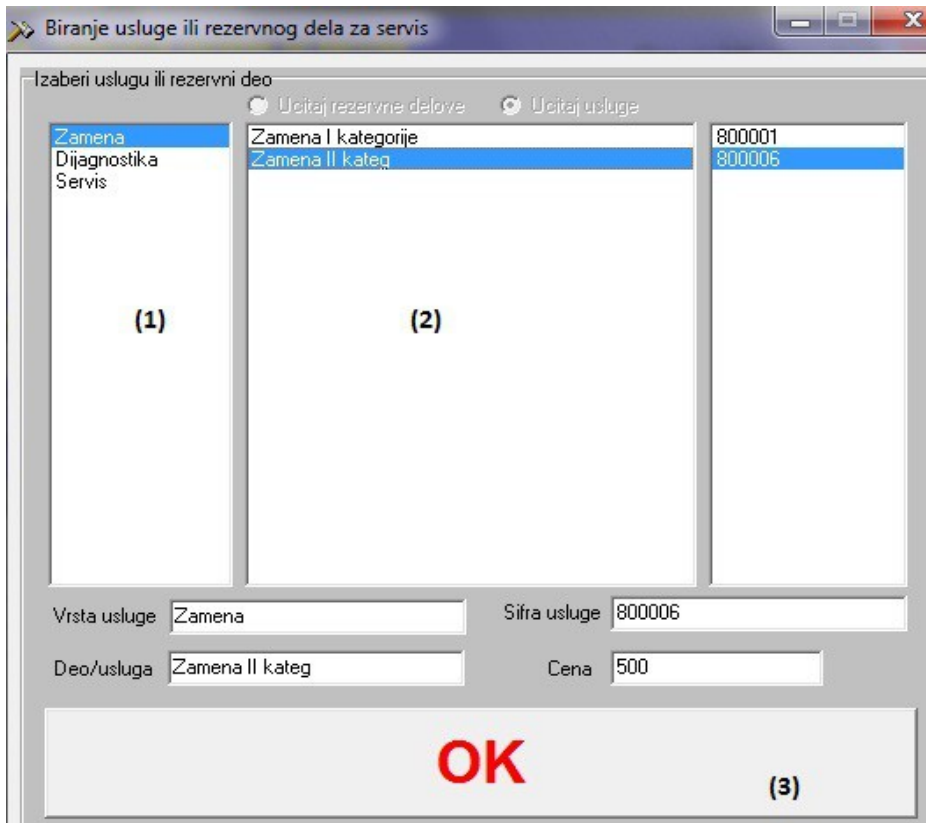 Biranje usluge ili rezervnog dela za servis
Izaberi uslugu ili rezervni deo
Ucitaj rezervne delove Ucitaj usluge
Zamena Zamena I kategorije 800001
Dijagnostika Zamena II kateg 800006
Servis
(1) (2)
Vrsta usluge Zamena Sifra usluge 800006
Deo/usluga Zamena II kateg Cena 500
OK
(3)